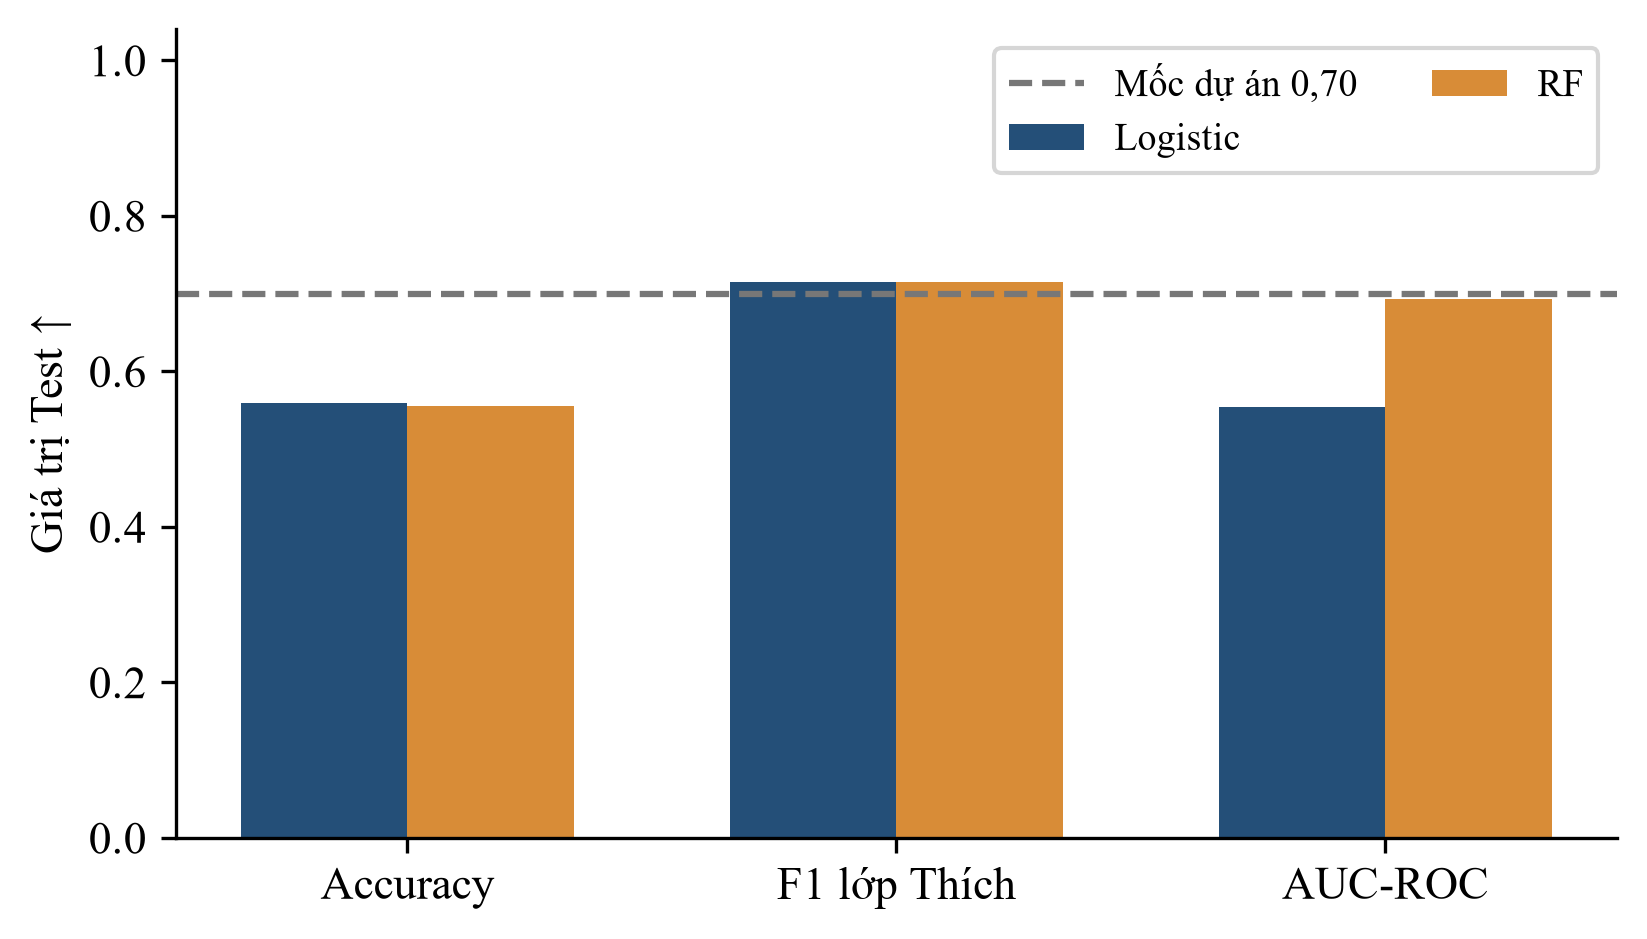 Mốc dự án 0,70
Logistic
RF
Giá trị Test ↑
1.0
0.8
0.6
0.4
0.2
0.0
Accuracy
F1 lớp Thích
AUC-ROC